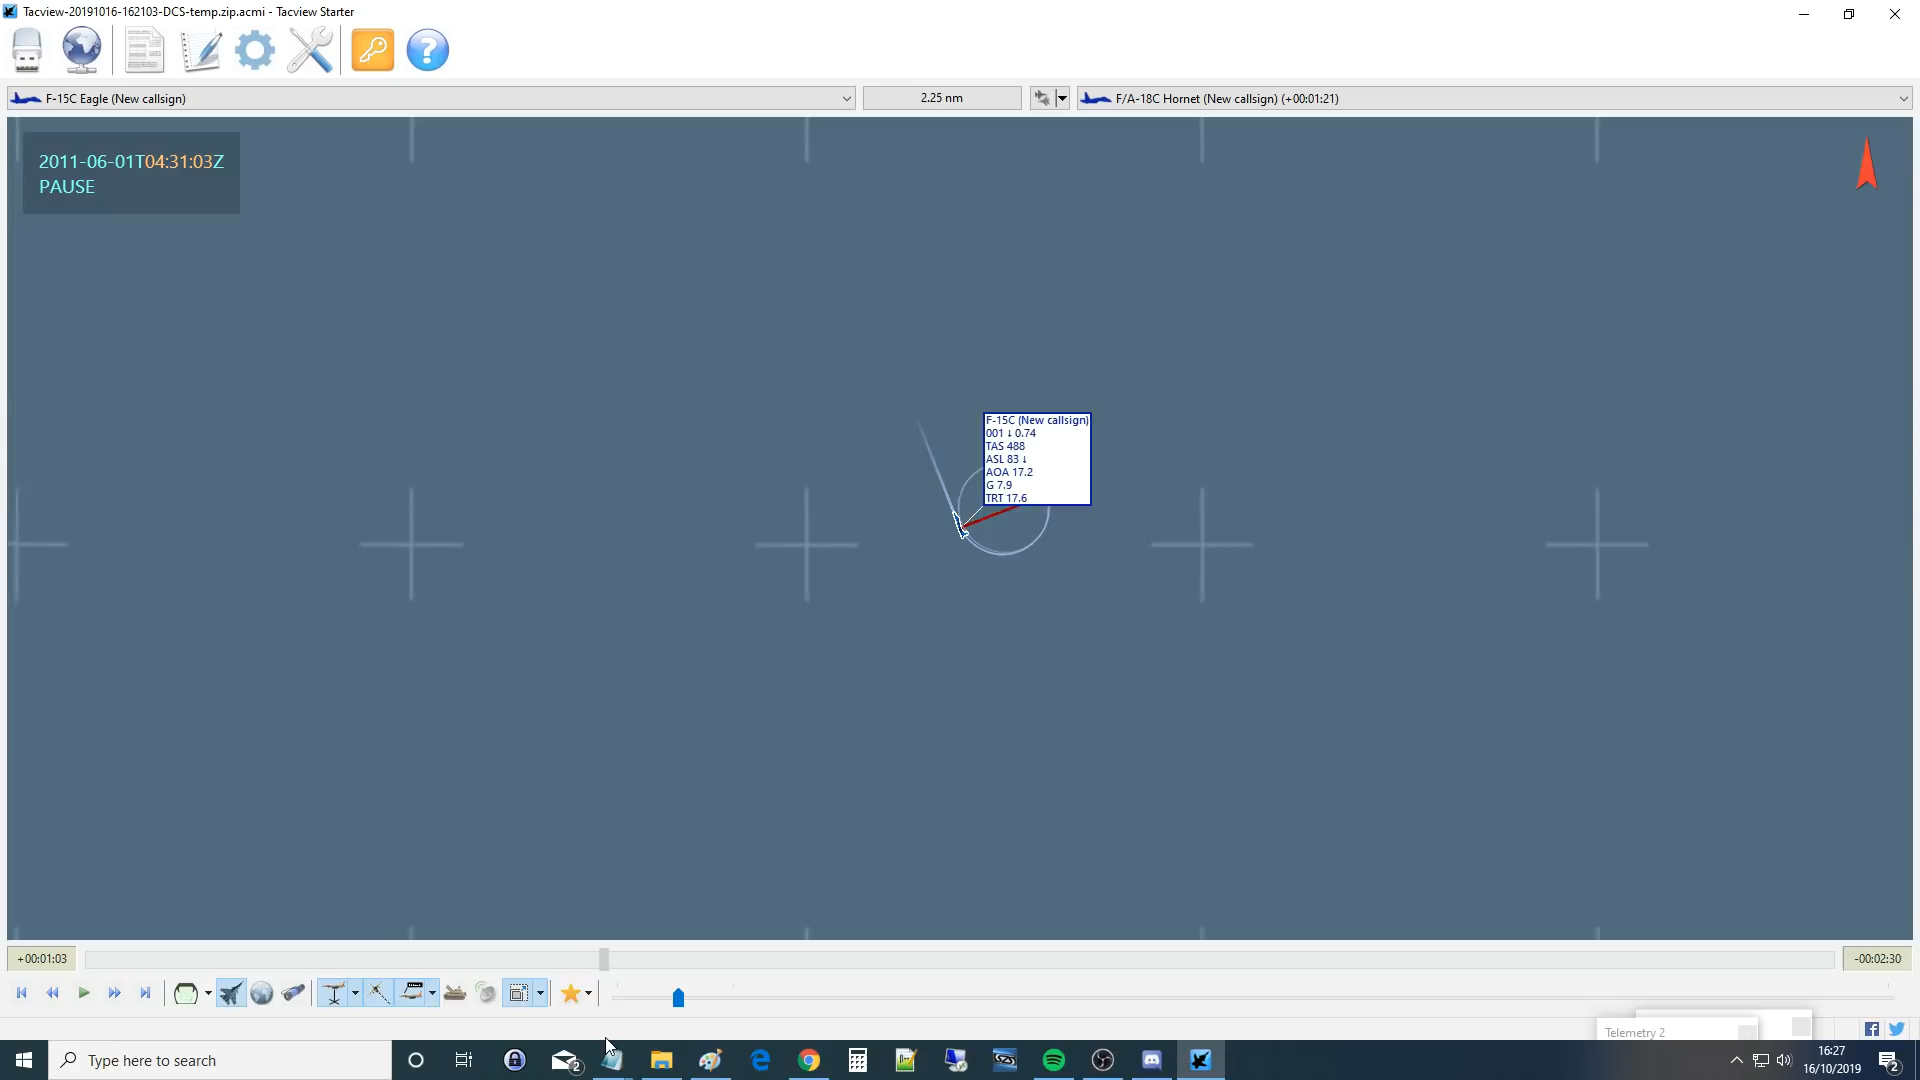 Tacview-20191016-162103-DCS-temp.zip.acmi - Tacview Starter
F-15C Eagle (New callsign)
2.25 nm
F/A-18C Hornet (New callsign) (+00:01:21)
2011-06-01T04:31:03Z
PAUSE
F-15C (New callsign)
001 ↓ 0.74
TAS 488
ASL 83 ↓
AOA 17.2
G 7.9
TRT 17.6
+00:01:03
-00:02:30
Telemetry 2
Type here to search
2
16:27
16/10/2019
2